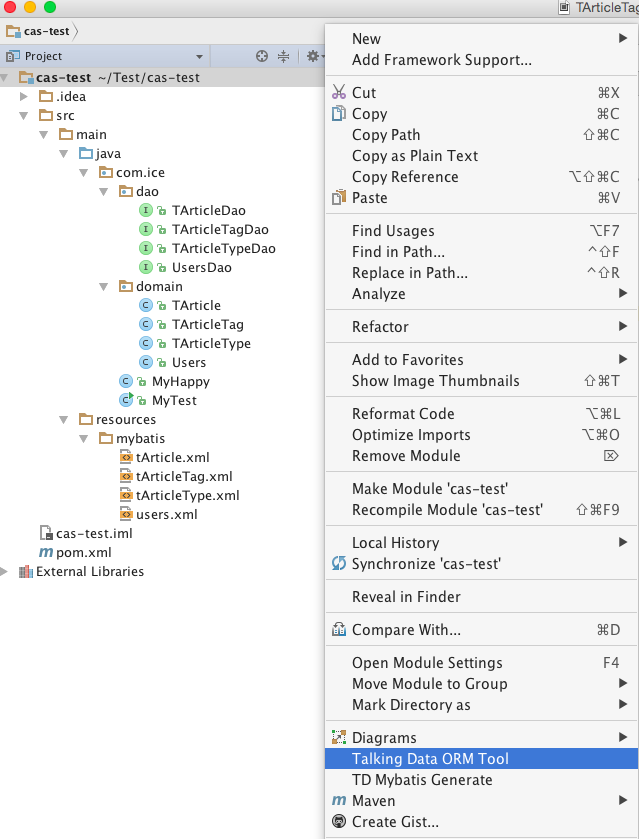 TArticleTag
cas-test
Project
cas-test ~/Test/cas-test
.idea
src
main
java
com.ice
dao
I TArticleDao
I TArticleTagDao
I TArticleTypeDao
I UsersDao
domain
C TArticle
C TArticleTag
C TArticleType
C Users
C MyHappy
C MyTest
resources
mybatis
tArticle.xml
tArticleTag.xml
tArticleType.xml
users.xml
cas-test.iml
m pom.xml
External Libraries
New
Add Framework Support...
Cut ⌘X
Copy ⌘C
Copy Path ⇧⌘C
Copy as Plain Text
Copy Reference ⌥⇧⌘C
Paste ⌘V
Find Usages ⌥F7
Find in Path... ^⇧F
Replace in Path... ^⇧R
Analyze
Refactor
Add to Favorites
Show Image Thumbnails ⇧⌘T
Reformat Code ⌥⌘L
Optimize Imports ⌥⌘O
Remove Module ⌦
Make Module 'cas-test'
Recompile Module 'cas-test' ⇧⌘F9
Local History
Synchronize 'cas-test'
Reveal in Finder
Compare With... ⌘D
Open Module Settings F4
Move Module to Group
Mark Directory as
Diagrams
Talking Data ORM Tool
TD Mybatis Generate
m Maven
Create Gist...